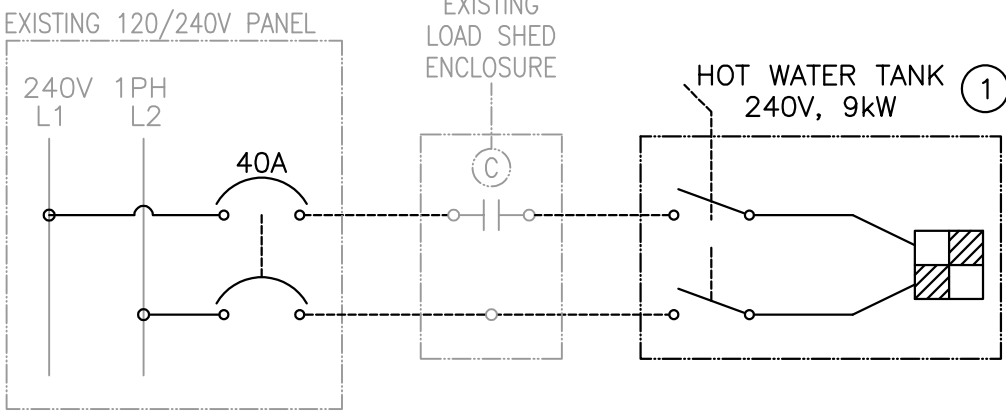 EXISTING 120/240V PANEL
240V 1PH
L1 L2
40A
EXISTING
LOAD SHED
ENCLOSURE
C
HOT WATER TANK
240V, 9kW
1